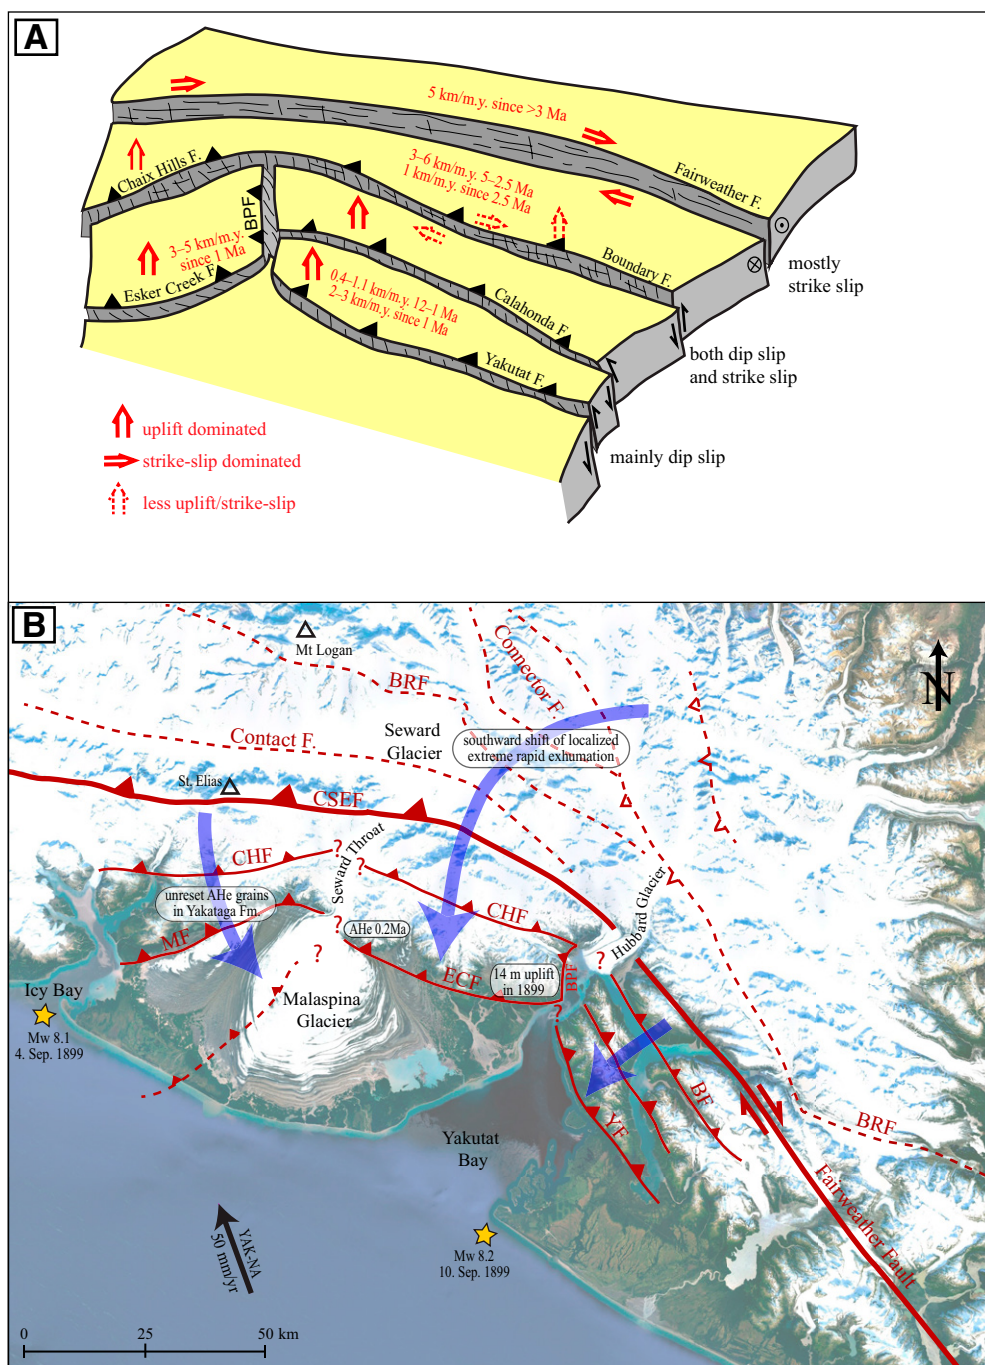 A
5 km/m.y. since >3 Ma
3–6 km/m.y. 5–2.5 Ma
1 km/m.y. since 2.5 Ma
Chaix Hills F.
Fairweather F.
BPF
3–5 km/m.y.
since 1 Ma
Boundary F.
mostly
strike slip
Esker Creek F.
0.4–1.1 km/m.y. 12–1 Ma
2–3 km/m.y. since 1 Ma
Calahonda F.
both dip slip
and strike slip
Yakutat F.
uplift dominated
strike-slip dominated
less uplift/strike-slip
mainly dip slip
B
Mt Logan
BRF
Connector F.
N
Contact F.
Seward
Glacier
southward shift of localized
extreme rapid exhumation
St. Elias
CSEF
CHF
?
?
Seward Throat
unreset AHe grains
in Yakataga Fm.
MF
?
AHe 0.2Ma
?
CHF
Hubbard Glacier
?
ECF
14 m uplift
in 1899
BPF
?
Icy Bay
Mw 8.1
4. Sep. 1899
Malaspina
Glacier
BF
YF
BRF
Yakutat
Bay
Fairweather Fault
YAK-NA
50 mm/yr
Mw 8.2
10. Sep. 1899
0 25 50 km